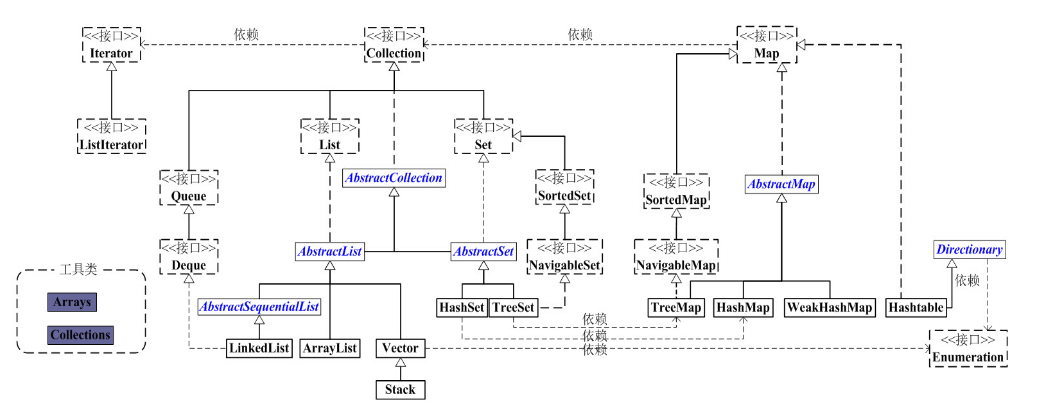 <<接口>>
Iterator
依赖
<<接口>>
Collection
依赖
<<接口>>
Map
<<接口>>
ListIterator
<<接口>>
List
<<接口>>
Set
<<接口>>
Queue
AbstractCollection
<<接口>>
SortedSet
<<接口>>
SortedMap
AbstractMap
<<接口>>
Deque
AbstractList
AbstractSet
<<接口>>
NavigableSet
<<接口>>
NavigableMap
Directionary
依赖
工具类
Arrays
Collections
AbstractSequentialList
HashSet
TreeSet
TreeMap
HashMap
WeakHashMap
Hashtable
依赖
依赖
依赖
LinkedList
ArrayList
Vector
Stack
<<接口>>
Enumeration